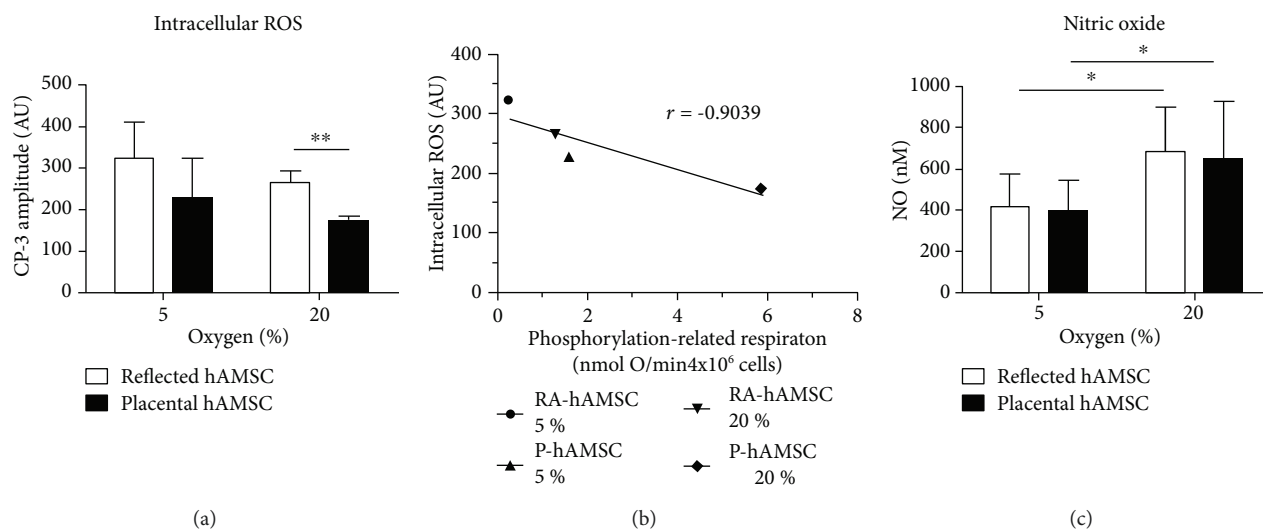 Intracellular ROS
CP-3 amplitude (AU)
500
400
300
200
100
0
**
5
20
Oxygen (%)
Reflected hAMSC
Placental hAMSC
(a)
Intracellular ROS (AU)
400
300
200
100
0
r = -0.9039
0
2
4
6
8
Phosphorylation-related respiraton
(nmol O/min4x10⁶ cells)
RA-hAMSC
5 %
RA-hAMSC
20 %
P-hAMSC
5 %
P-hAMSC
20 %
(b)
Nitric oxide
NO (nM)
1000
800
600
400
200
0
*
*
5
20
Oxygen (%)
Reflected hAMSC
Placental hAMSC
(c)